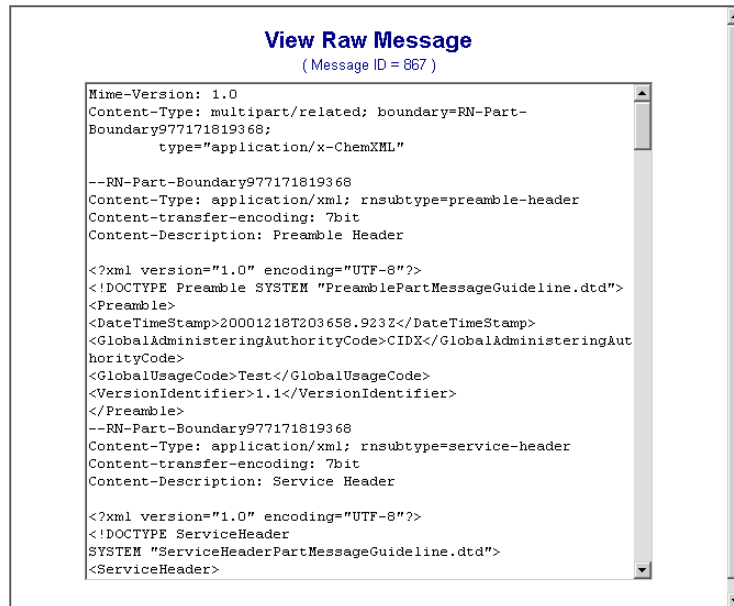 View Raw Message
( Message ID = 867 )
Mime-Version: 1.0
Content-Type: multipart/related; boundary=RN-Part-
Boundary977171819368;
type="application/x-ChemXML"
--RN-Part-Boundary977171819368
Content-Type: application/xml; rnsubtype=preamble-header
Content-transfer-encoding: 7bit
Content-Description: Preamble Header
<?xml version="1.0" encoding="UTF-8"?>
<!DOCTYPE Preamble SYSTEM "PreamblePartMessageGuideline.dtd">
<Preamble>
<DateTimeStamp>20001218T203658.923Z</DateTimeStamp>
<GlobalAdministeringAuthorityCode>CIDX</GlobalAdministeringAut
horityCode>
<GlobalUsageCode>Test</GlobalUsageCode>
<VersionIdentifier>1.1</VersionIdentifier>
</Preamble>
--RN-Part-Boundary977171819368
Content-Type: application/xml; rnsubtype=service-header
Content-transfer-encoding: 7bit
Content-Description: Service Header
<?xml version="1.0" encoding="UTF-8"?>
<!DOCTYPE ServiceHeader
SYSTEM "ServiceHeaderPartMessageGuideline.dtd">
<ServiceHeader>